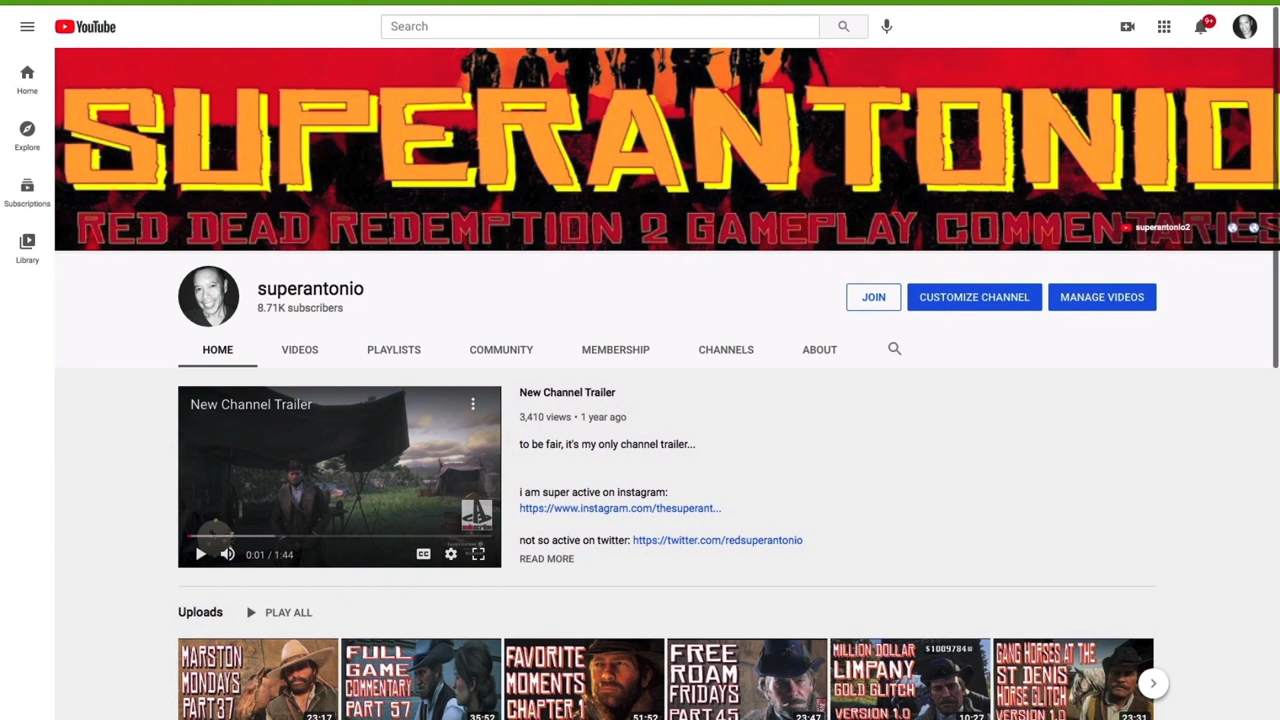 YouTube
Search
9+
Home
Explore
Subscriptions
Library
SUPERANTONIO
RED DEAD REDEMPTION 2 GAMEPLAY COMMENTARIES
superantonio2
superantonio
8.71K subscribers
JOIN
CUSTOMIZE CHANNEL
MANAGE VIDEOS
HOME
VIDEOS
PLAYLISTS
COMMUNITY
MEMBERSHIP
CHANNELS
ABOUT
New Channel Trailer
CC
0:01 / 1:44
New Channel Trailer
3,410 views • 1 year ago
to be fair, it's my only channel trailer...
i am super active on instagram:
https://www.instagram.com/thesuperant...
not so active on twitter: https://twitter.com/redsuperantonio
READ MORE
Uploads
PLAY ALL
MARSTON
MONDAYS
PART 37
23:17
FULL
GAME
COMMENTARY
PART 57
35:52
FAVORITE
MOMENTS
CHAPTER 1
51:52
FREE
ROAM
FRIDAYS
PART 45
23:47
MILLION DOLLAR
LIMPANY
GOLD GLITCH
VERSION 1.0
10:27
GANG HORSES AT THE
ST DENIS
HORSE GLITCH
VERSION 1.0
23:31